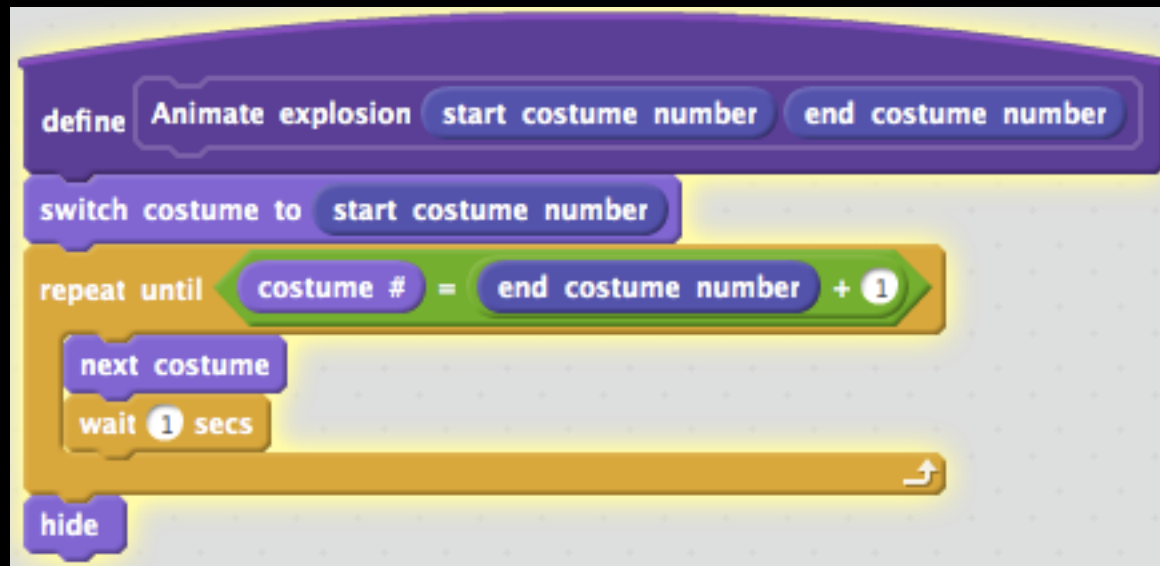 define Animate explosion start costume number end costume number
switch costume to start costume number
repeat until costume # = end costume number + 1
next costume
wait 1 secs
hide